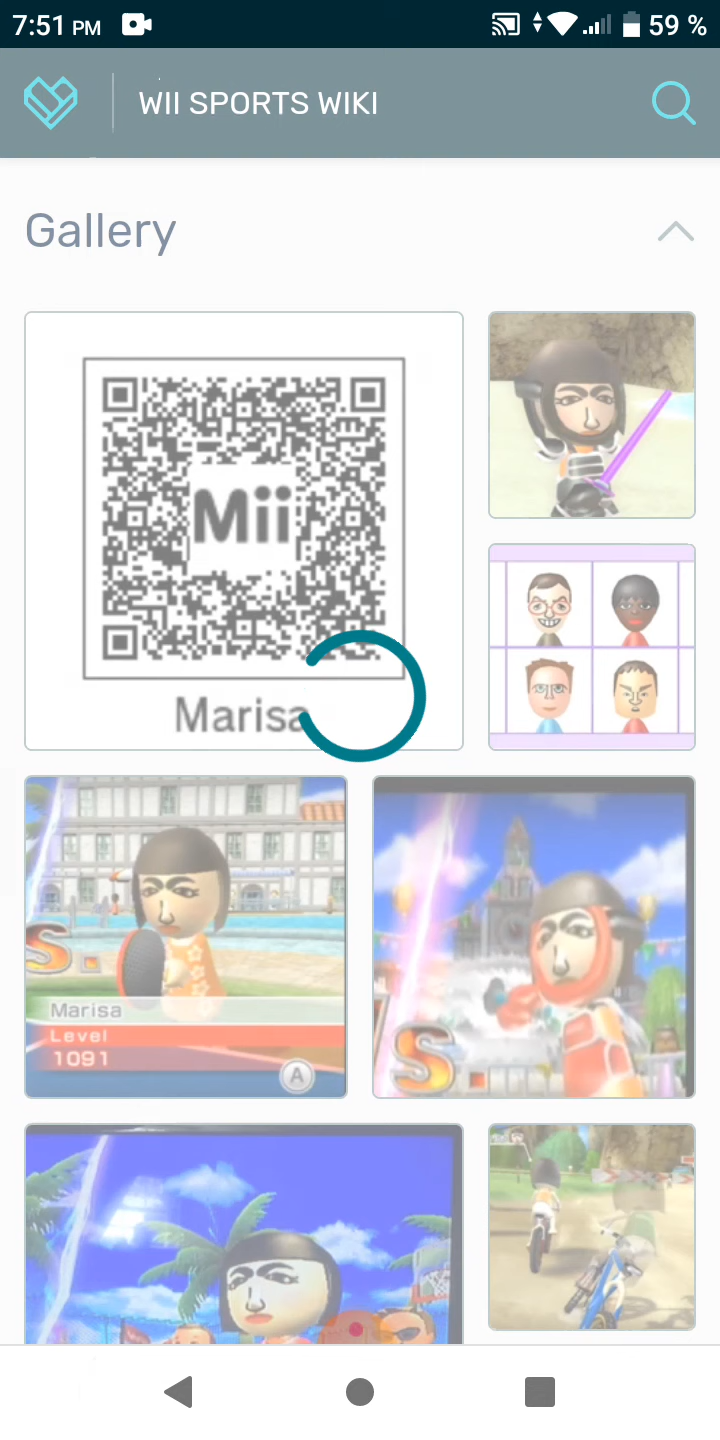 7:51 PM
59 %
WII SPORTS WIKI
Gallery
Mii
Marisa
S.
Marisa
Level
1091
A
S.